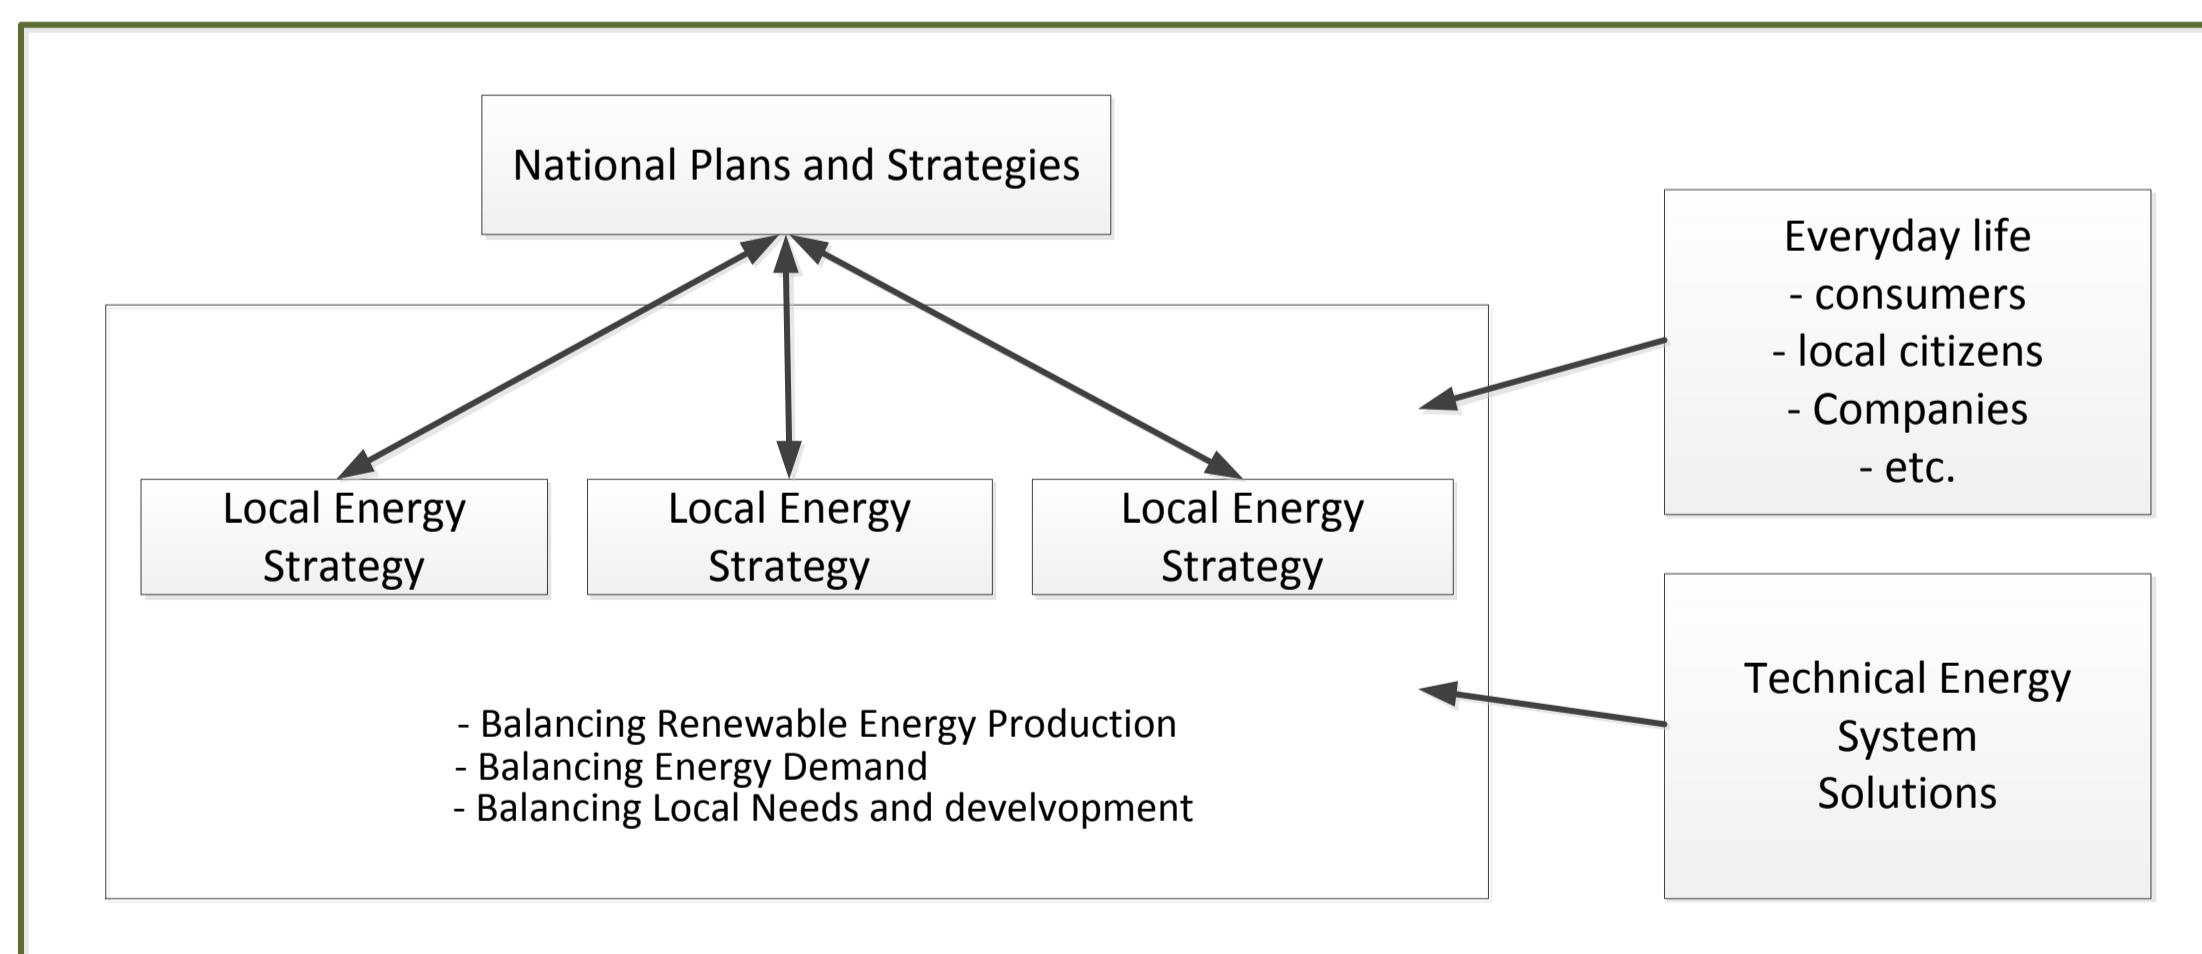 National Plans and Strategies
Everyday life
- consumers
- local citizens
- Companies
- etc.
Local Energy
Strategy
Local Energy
Strategy
Local Energy
Strategy
- Balancing Renewable Energy Production
- Balancing Energy Demand
- Balancing Local Needs and develvopment
Technical Energy
System
Solutions